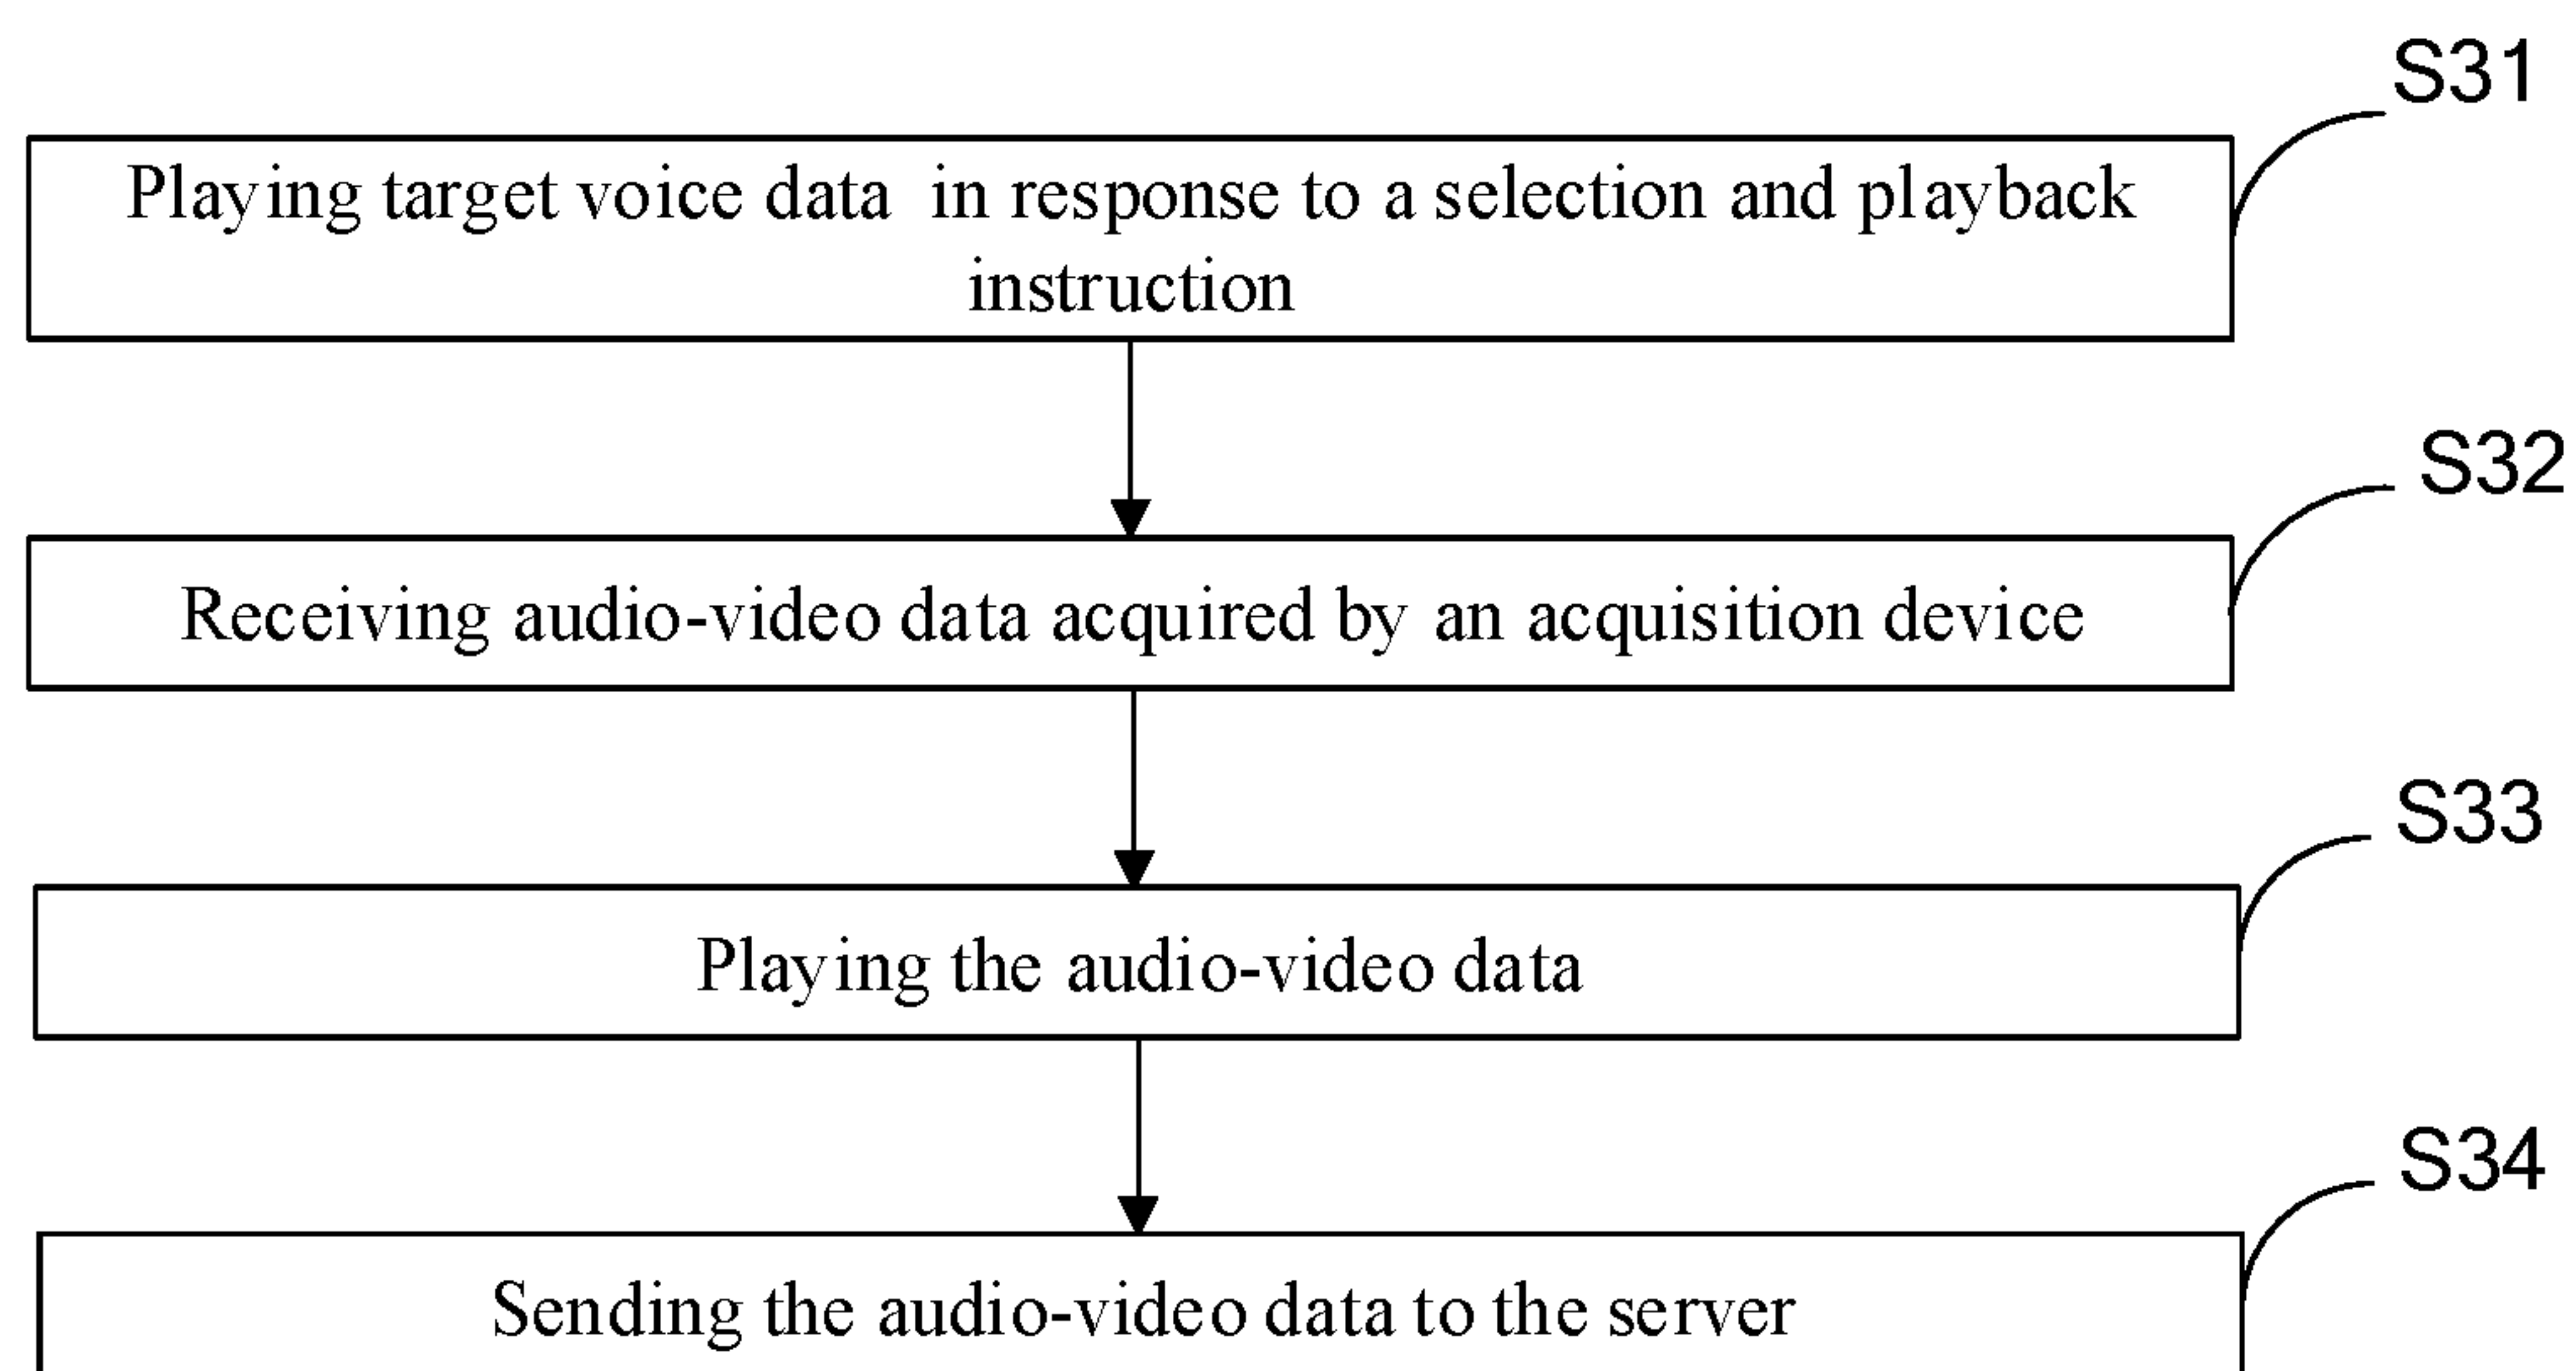 S31
Playing target voice data in response to a selection and playback
instruction
S32
Receiving audio-video data acquired by an acquisition device
S33
Playing the audio-video data
S34
Sending the audio-video data to the server